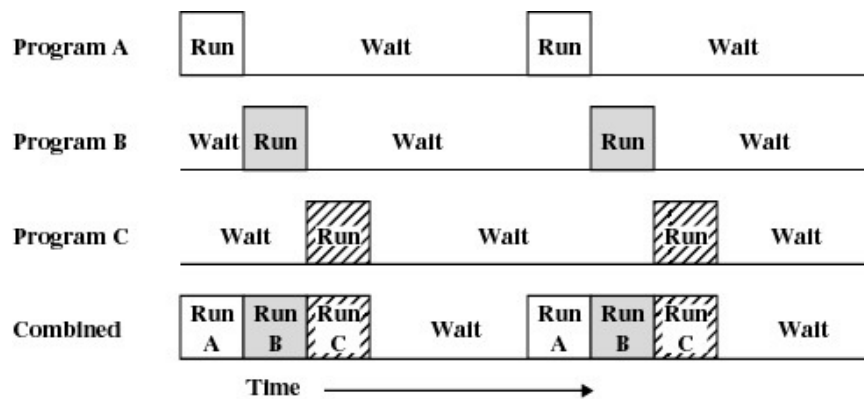 Program A Run Wait Run Wait
Program B Wait Run Wait Run Wait
Program C Wait Run Wait Run Wait
Combined Run A Run B Run C Wait Run A Run B Run C Wait
Time